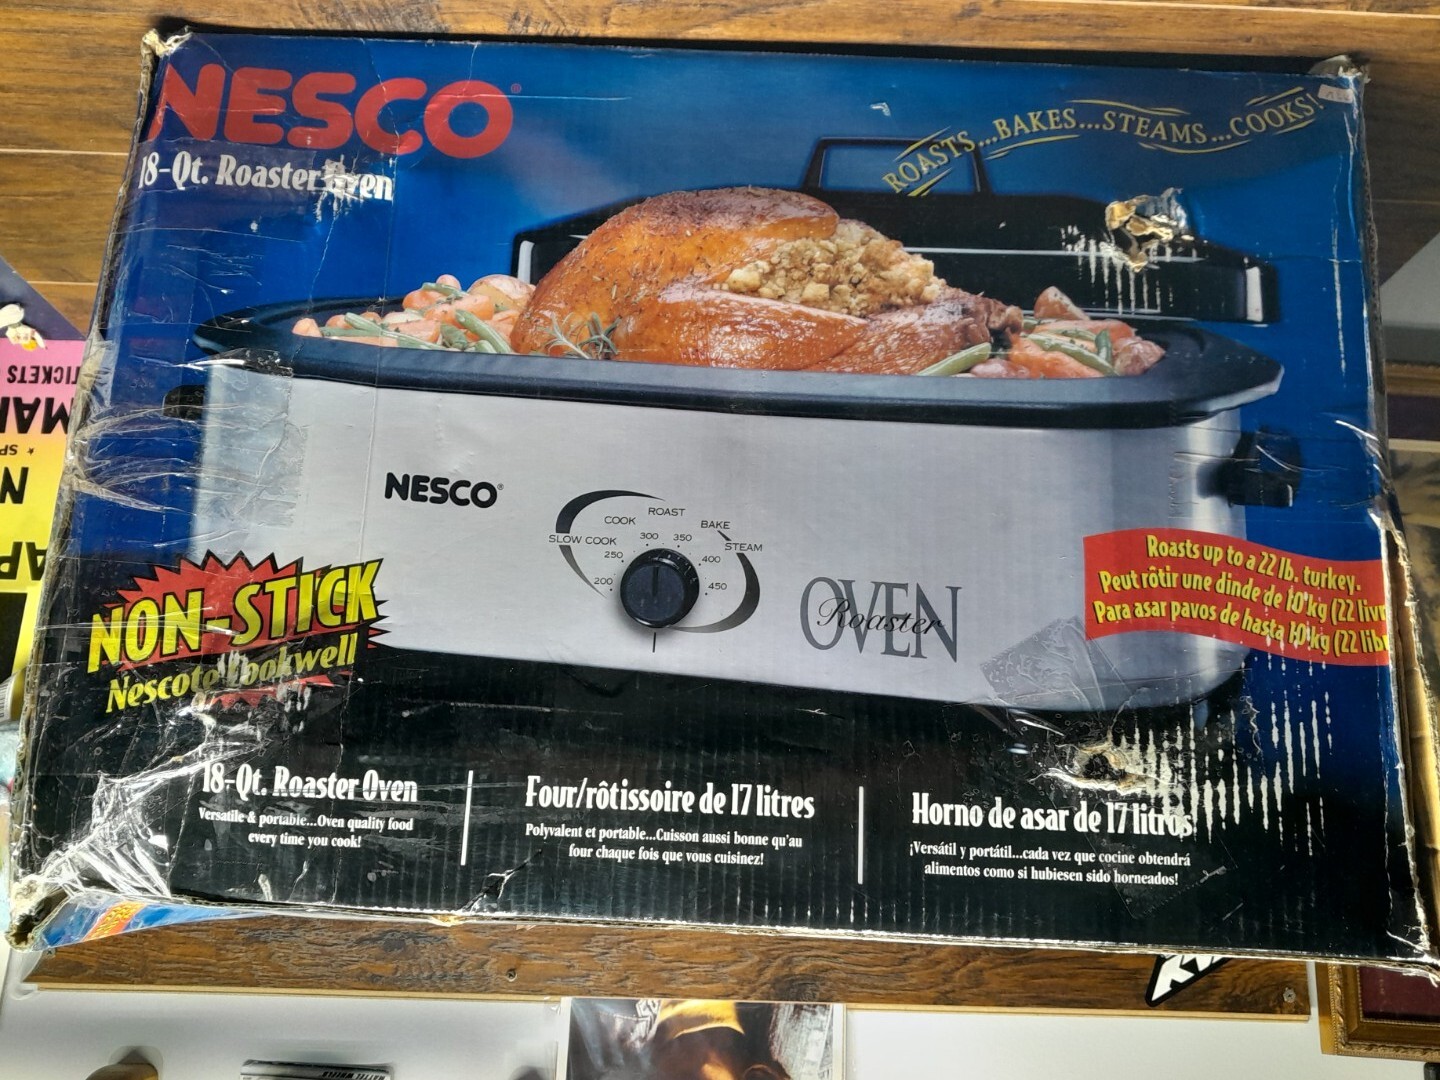 NESCO®
18-Qt. Roaster Oven
ROASTS...BAKES...STEAMS...COOKS!
NESCO®
SLOW COOK COOK ROAST BAKE STEAM
200 250 300 350 400 450
Roaster OVEN
Roasts up to a 22 lb. turkey.
Peut rôtir une dinde de 10 kg (22 livr
Para asar pavos de hasta 10 kg (22 libr
NON-STICK
Nescote Cookwell
18-Qt. Roaster Oven
Versatile & portable...Oven quality food
every time you cook!
Four/rôtissoire de 17 litres
Polyvalent et portable...Cuisson aussi bonne qu'au
four chaque fois que vous cuisinez!
Horno de asar de 17 litros
¡Versátil y portátil...cada vez que cocine obtendrá
alimentos como si hubiesen sido horneados!
TICKETS